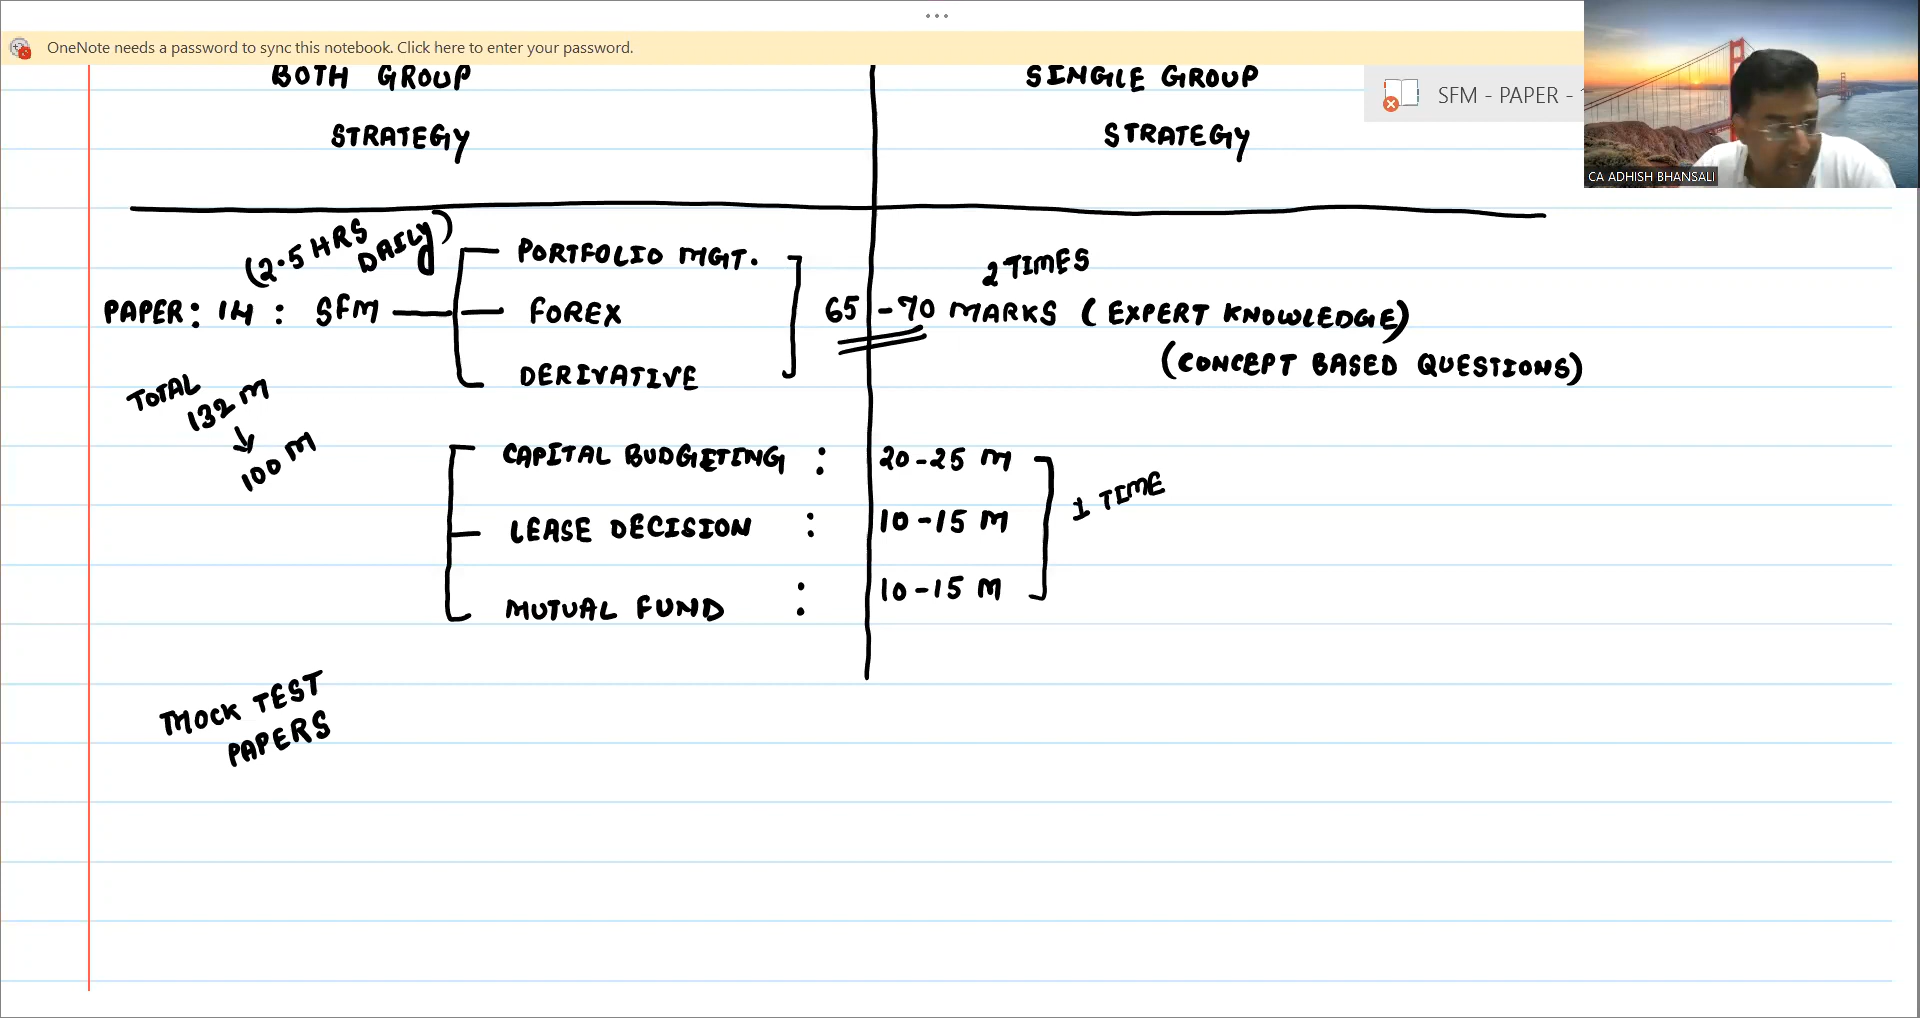 OneNote needs a password to sync this notebook. Click here to enter your password.
BOTH GROUP
STRATEGY
SINGLE GROUP
STRATEGY
SFM - PAPER -
CA ADHISH BHANSALI
(2.5 HRS
DAILY)
PAPER: 14 : SFM
PORTFOLIO MGT.
FOREX
DERIVATIVE
2 TIMES
65 - 70 MARKS (EXPERT KNOWLEDGE)
(CONCEPT BASED QUESTIONS)
TOTAL
132 M
↓
100 M
CAPITAL BUDGETING : 20-25 M
LEASE DECISION : 10-15 M
MUTUAL FUND : 10-15 M
1 TIME
MOCK TEST
PAPERS